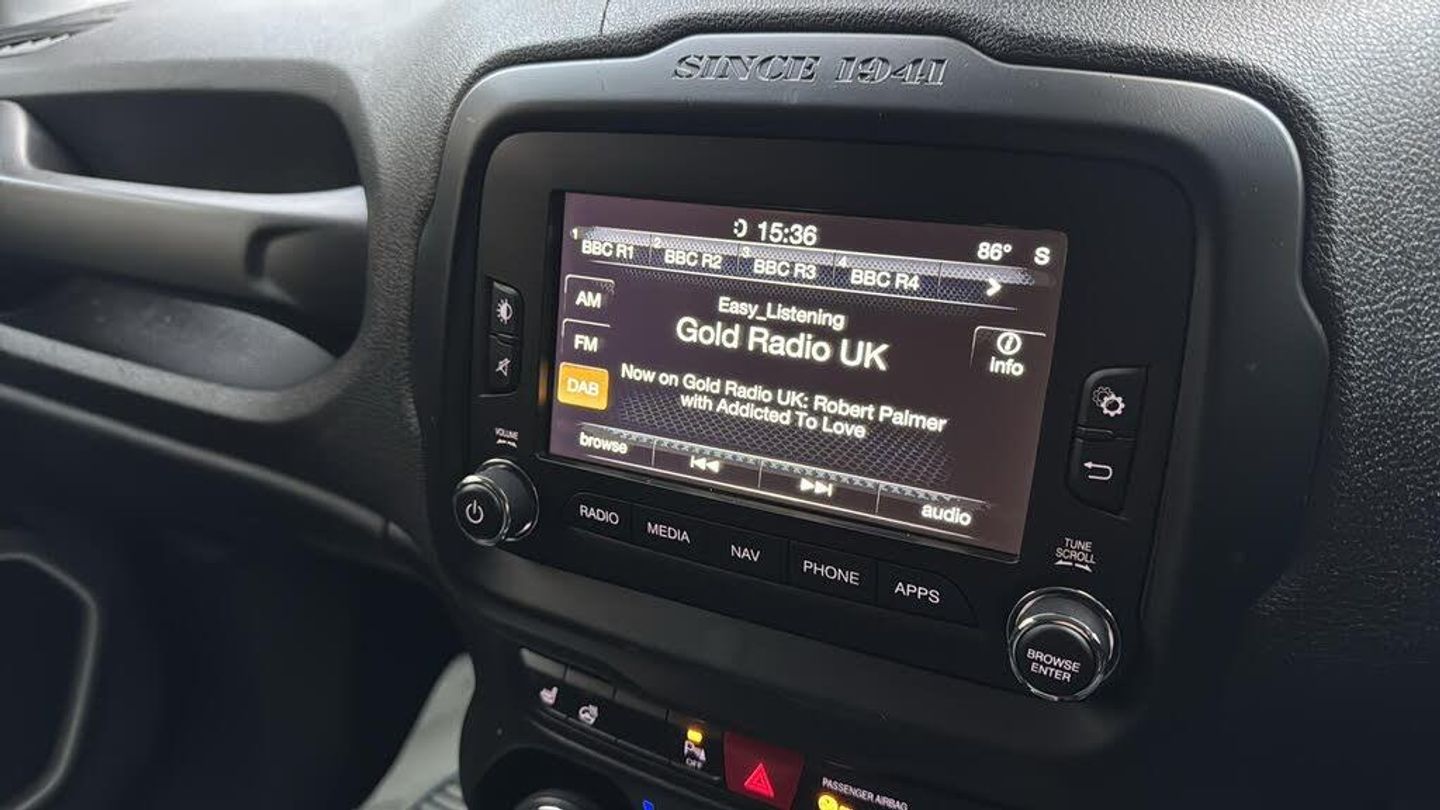 SINCE 1941
15:36
86° S
1 BBC R1 2 BBC R2 3 BBC R3 4 BBC R4
AM
FM
DAB
Easy_Listening
Gold Radio UK
Now on Gold Radio UK: Robert Palmer
with Addicted To Love
info
browse
audio
VOLUME
RADIO MEDIA NAV PHONE APPS
TUNE
SCROLL
BROWSE
ENTER
P
OFF
PASSENGER AIRBAG